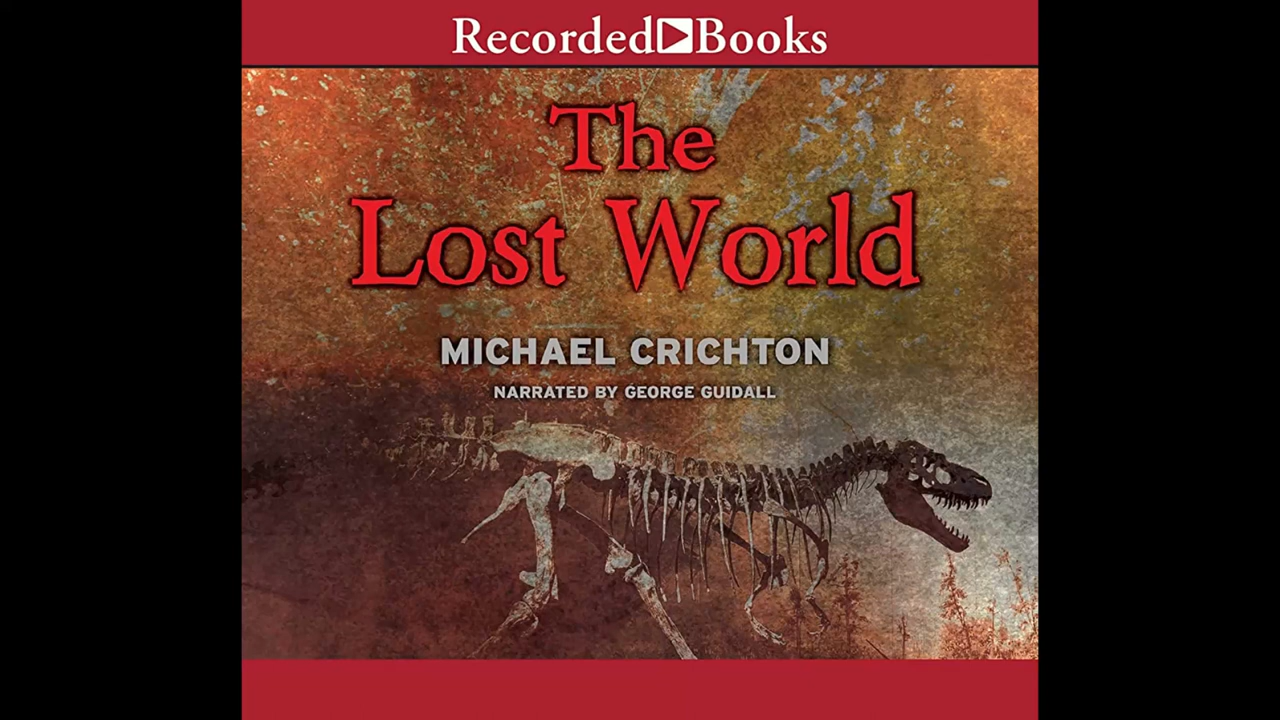 Recorded Books
The
Lost World
MICHAEL CRICHTON
NARRATED BY GEORGE GUIDALL